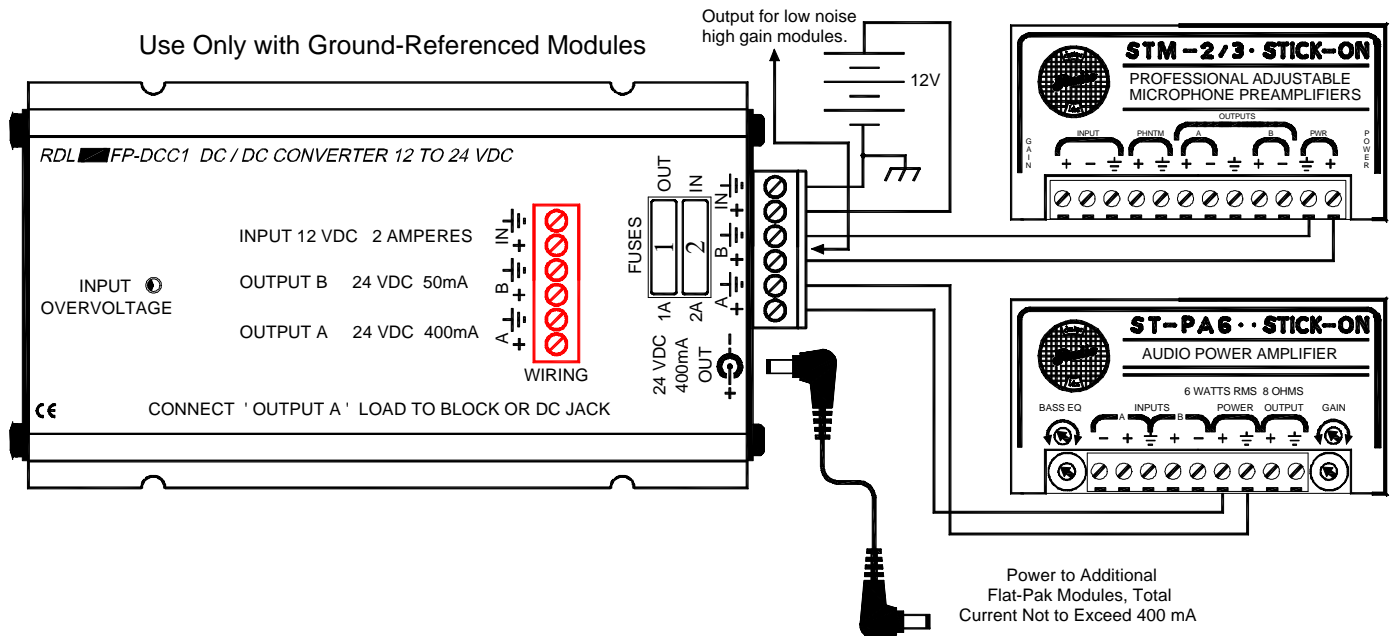 Use Only with Ground-Referenced Modules
Output for low noise
high gain modules.
12V
RDL FP-DCC1 DC / DC CONVERTER 12 TO 24 VDC
INPUT 12 VDC 2 AMPERES
OUTPUT B 24 VDC 50mA
OUTPUT A 24 VDC 400mA
INPUT
OVERVOLTAGE
IN
+
B
+
A
+
WIRING
FUSES
OUT
IN
1
2
1A
2A
IN
+
B
+
A
+
24 VDC
400mA
OUT
-
+
CE
CONNECT ' OUTPUT A ' LOAD TO BLOCK OR DC JACK
STM-2/3· STICK-ON
PROFESSIONAL ADJUSTABLE
MICROPHONE PREAMPLIFIERS
OUTPUTS
GAIN
INPUT
PHNTM
A
B
PWR
POWER
+ - + + - + - +
ST-PA6·· STICK-ON
AUDIO POWER AMPLIFIER
6 WATTS RMS 8 OHMS
BASS EQ
A
INPUTS
B
POWER
OUTPUT
GAIN
- + + - + +
Power to Additional
Flat-Pak Modules, Total
Current Not to Exceed 400 mA